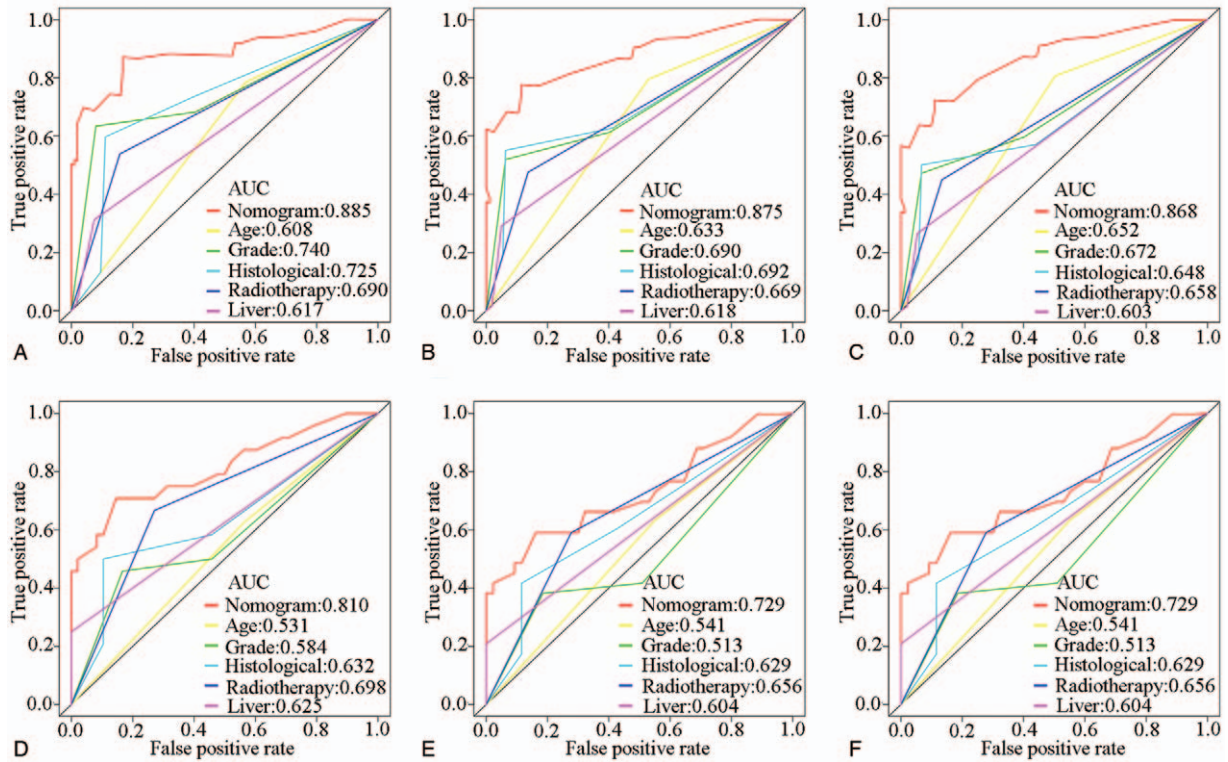 1.0
0.8
0.6
0.4
0.2
0.0
True positive rate
AUC
Nomogram:0.885
Age:0.608
Grade:0.740
Histological:0.725
Radiotherapy:0.690
Liver:0.617
0.0 0.2 0.4 0.6 0.8 1.0
False positive rate
A
1.0
0.8
0.6
0.4
0.2
0.0
True positive rate
AUC
Nomogram:0.875
Age:0.633
Grade:0.690
Histological:0.692
Radiotherapy:0.669
Liver:0.618
0.0 0.2 0.4 0.6 0.8 1.0
False positive rate
B
1.0
0.8
0.6
0.4
0.2
0.0
True positive rate
AUC
Nomogram:0.868
Age:0.652
Grade:0.672
Histological:0.648
Radiotherapy:0.658
Liver:0.603
0.0 0.2 0.4 0.6 0.8 1.0
False positive rate
C
1.0
0.8
0.6
0.4
0.2
0.0
True positive rate
AUC
Nomogram:0.810
Age:0.531
Grade:0.584
Histological:0.632
Radiotherapy:0.698
Liver:0.625
0.0 0.2 0.4 0.6 0.8 1.0
False positive rate
D
1.0
0.8
0.6
0.4
0.2
0.0
True positive rate
AUC
Nomogram:0.729
Age:0.541
Grade:0.513
Histological:0.629
Radiotherapy:0.656
Liver:0.604
0.0 0.2 0.4 0.6 0.8 1.0
False positive rate
E
1.0
0.8
0.6
0.4
0.2
0.0
True positive rate
AUC
Nomogram:0.729
Age:0.541
Grade:0.513
Histological:0.629
Radiotherapy:0.656
Liver:0.604
0.0 0.2 0.4 0.6 0.8 1.0
False positive rate
F